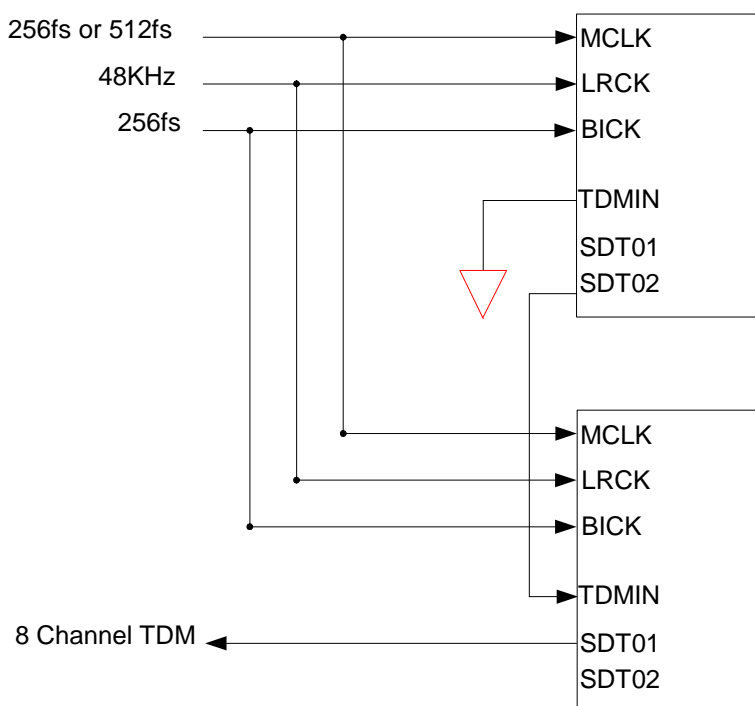 256fs or 512fs
MCLK
48KHz
LRCK
256fs
BICK
TDMIN
SDT01
SDT02
MCLK
LRCK
BICK
TDMIN
8 Channel TDM
SDT01
SDT02